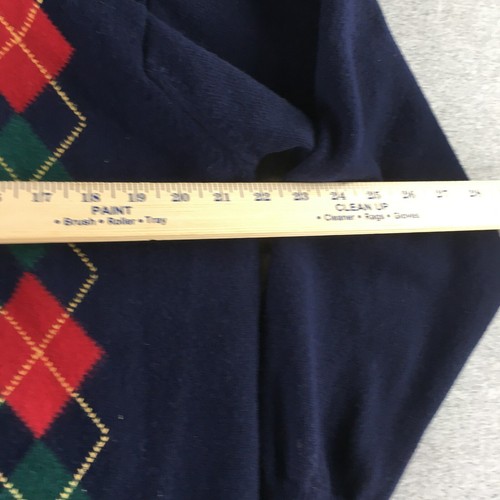 17 18 19 20 21 22 23 24 25 26 27 28
PAINT CLEAN UP
• Brush • Roller • Tray • Cleaner • Rags • Gloves